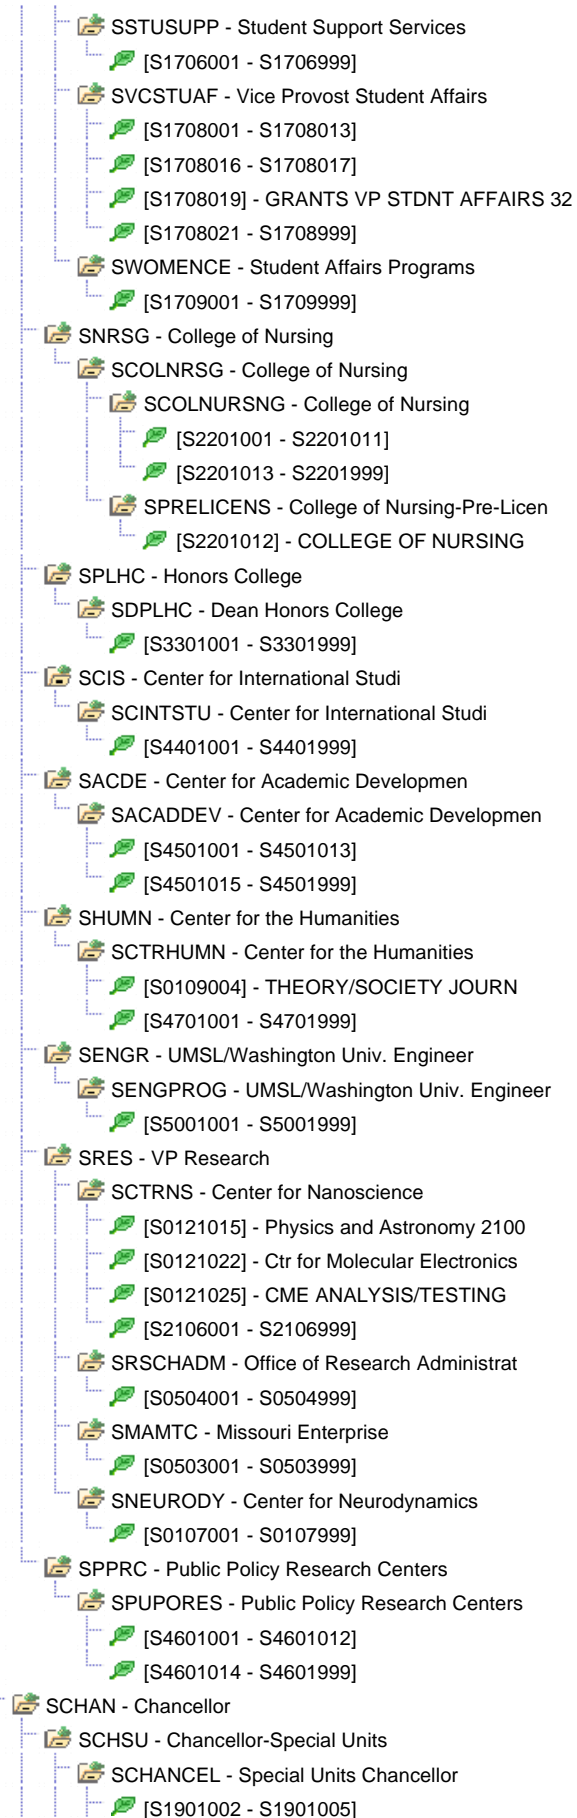 SSTUSUPP - Student Support Services
[S1706001 - S1706999]
SVCSTUAF - Vice Provost Student Affairs
[S1708001 - S1708013]
[S1708016 - S1708017]
[S1708019] - GRANTS VP STDNT AFFAIRS 32
[S1708021 - S1708999]
SWOMENCE - Student Affairs Programs
[S1709001 - S1709999]
SNRSG - College of Nursing
SCOLNRSG - College of Nursing
SCOLNURSNG - College of Nursing
[S2201001 - S2201011]
[S2201013 - S2201999]
SPRELICENS - College of Nursing-Pre-Licen
[S2201012] - COLLEGE OF NURSING
SPLHC - Honors College
SDPLHC - Dean Honors College
[S3301001 - S3301999]
SCIS - Center for International Studi
SCINTSTU - Center for International Studi
[S4401001 - S4401999]
SACDE - Center for Academic Developmen
SACADDEV - Center for Academic Developmen
[S4501001 - S4501013]
[S4501015 - S4501999]
SHUMN - Center for the Humanities
SCTRHUMN - Center for the Humanities
[S0109004] - THEORY/SOCIETY JOURN
[S4701001 - S4701999]
SENGR - UMSL/Washington Univ. Engineer
SENGPROG - UMSL/Washington Univ. Engineer
[S5001001 - S5001999]
SRES - VP Research
SCTRNS - Center for Nanoscience
[S0121015] - Physics and Astronomy 2100
[S0121022] - Ctr for Molecular Electronics
[S0121025] - CME ANALYSIS/TESTING
[S2106001 - S2106999]
SRSCHADM - Office of Research Administrat
[S0504001 - S0504999]
SMAMTC - Missouri Enterprise
[S0503001 - S0503999]
SNEURODY - Center for Neurodynamics
[S0107001 - S0107999]
SPPRC - Public Policy Research Centers
SPUPORES - Public Policy Research Centers
[S4601001 - S4601012]
[S4601014 - S4601999]
SCHAN - Chancellor
SCHSU - Chancellor-Special Units
SCHANCEL - Special Units Chancellor
[S1901002 - S1901005]